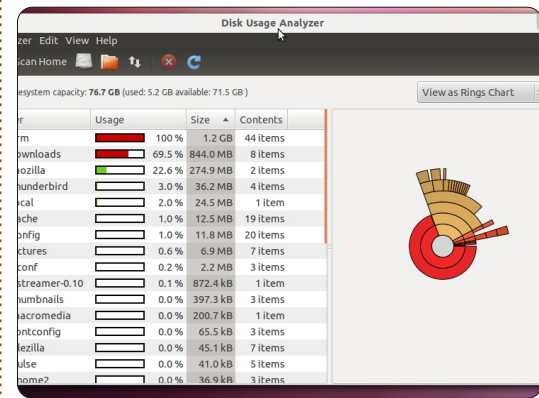 Disk Usage Analyzer
zer Edit View Help
Scan Home
esystem capacity: 76.7 GB (used: 5.2 GB available: 71.5 GB )
View as Rings Chart
er Usage Size Contents
rm 100 % 1.2 GB 44 items
ownloads 69.5 % 844.0 MB 8 items
nozilla 22.6 % 274.9 MB 2 items
hunderbird 3.0 % 36.2 MB 4 items
ocal 2.0 % 24.5 MB 1 item
ache 1.0 % 12.5 MB 19 items
onfig 1.0 % 11.8 MB 20 items
ctures 0.6 % 6.9 MB 7 items
conf 0.2 % 2.2 MB 3 items
streamer-0.10 0.1 % 872.4 kB 1 item
humbnails 0.0 % 397.3 kB 3 items
nacromedia 0.0 % 200.7 kB 1 item
ontconfig 0.0 % 65.5 kB 3 items
lezilla 0.0 % 45.1 kB 7 items
ulse 0.0 % 41.0 kB 5 items
nome2 0.0 % 36.9 kB 3 items